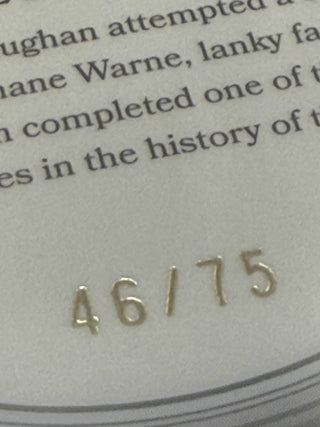 ughan attempted a
hane Warne, lanky fa
completed one of t
es in the history of t
46/75